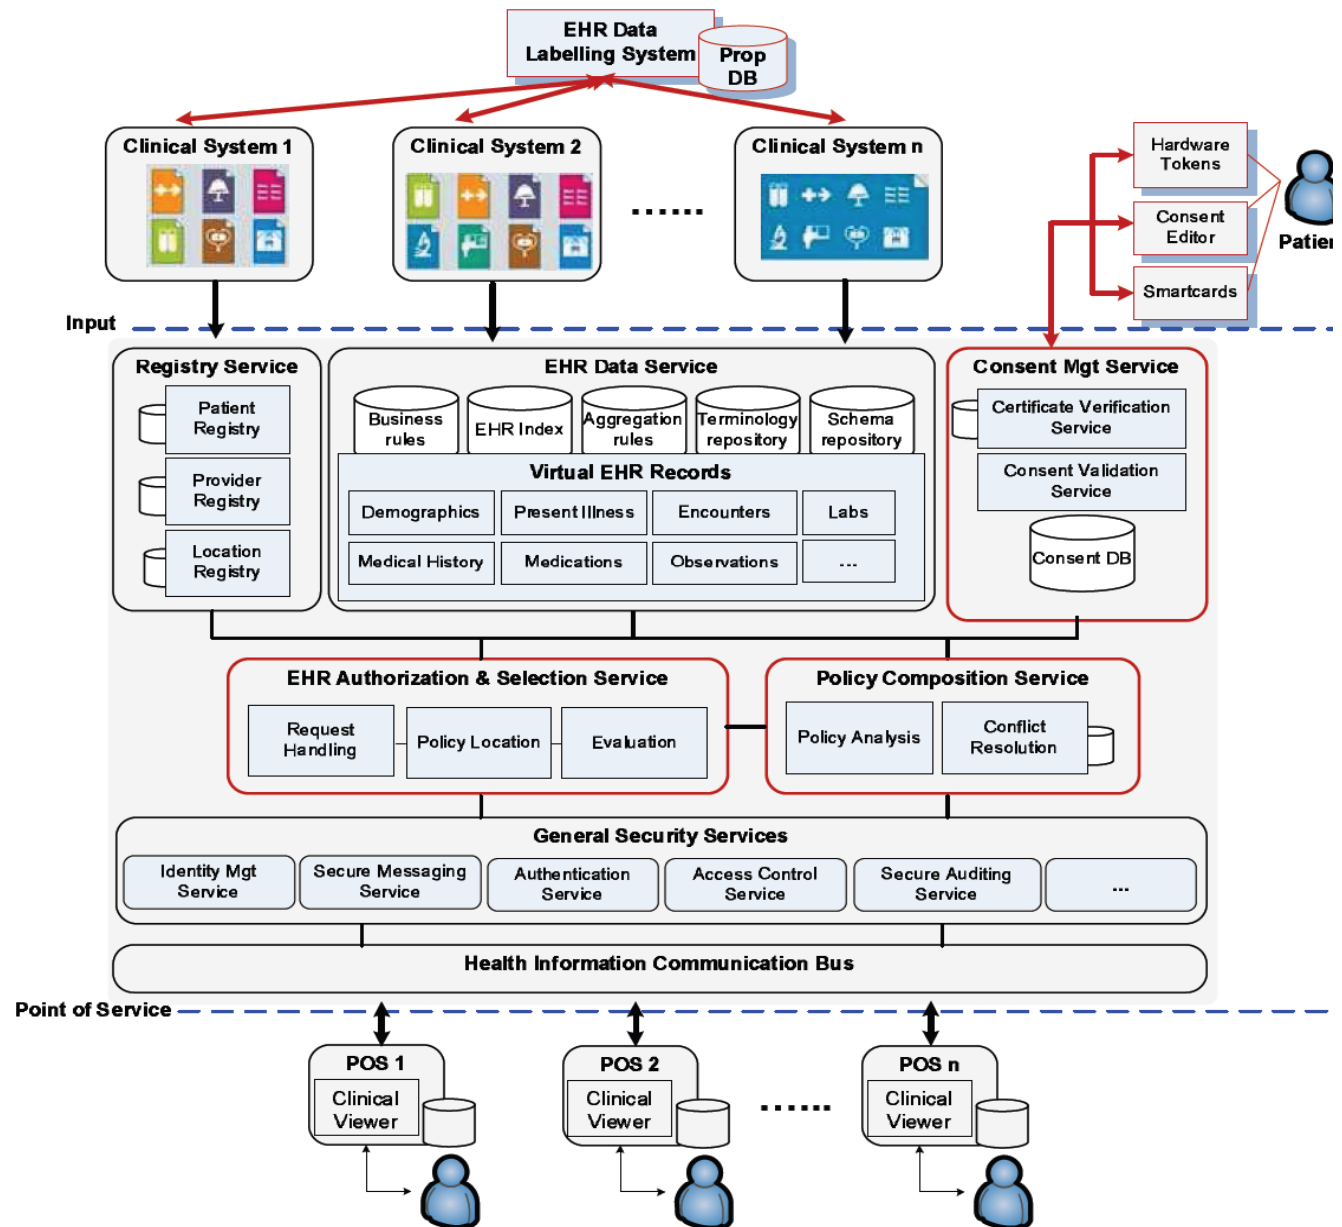 EHR Data
Labelling System
Prop
DB
Clinical System 1
Clinical System 2
Clinical System n
......
Hardware
Tokens
Consent
Editor
Smartcards
Patien
Input
Registry Service
Patient
Registry
Provider
Registry
Location
Registry
EHR Data Service
Business
rules
EHR Index
Aggregation
rules
Terminology
repository
Schema
repository
Virtual EHR Records
Demographics
Present Illness
Encounters
Labs
Medical History
Medications
Observations
...
Consent Mgt Service
Certificate Verification
Service
Consent Validation
Service
Consent DB
EHR Authorization & Selection Service
Request
Handling
Policy Location
Evaluation
Policy Composition Service
Policy Analysis
Conflict
Resolution
General Security Services
Identity Mgt
Service
Secure Messaging
Service
Authentication
Service
Access Control
Service
Secure Auditing
Service
...
Health Information Communication Bus
Point of Service
POS 1
Clinical
Viewer
POS 2
Clinical
Viewer
......
POS n
Clinical
Viewer